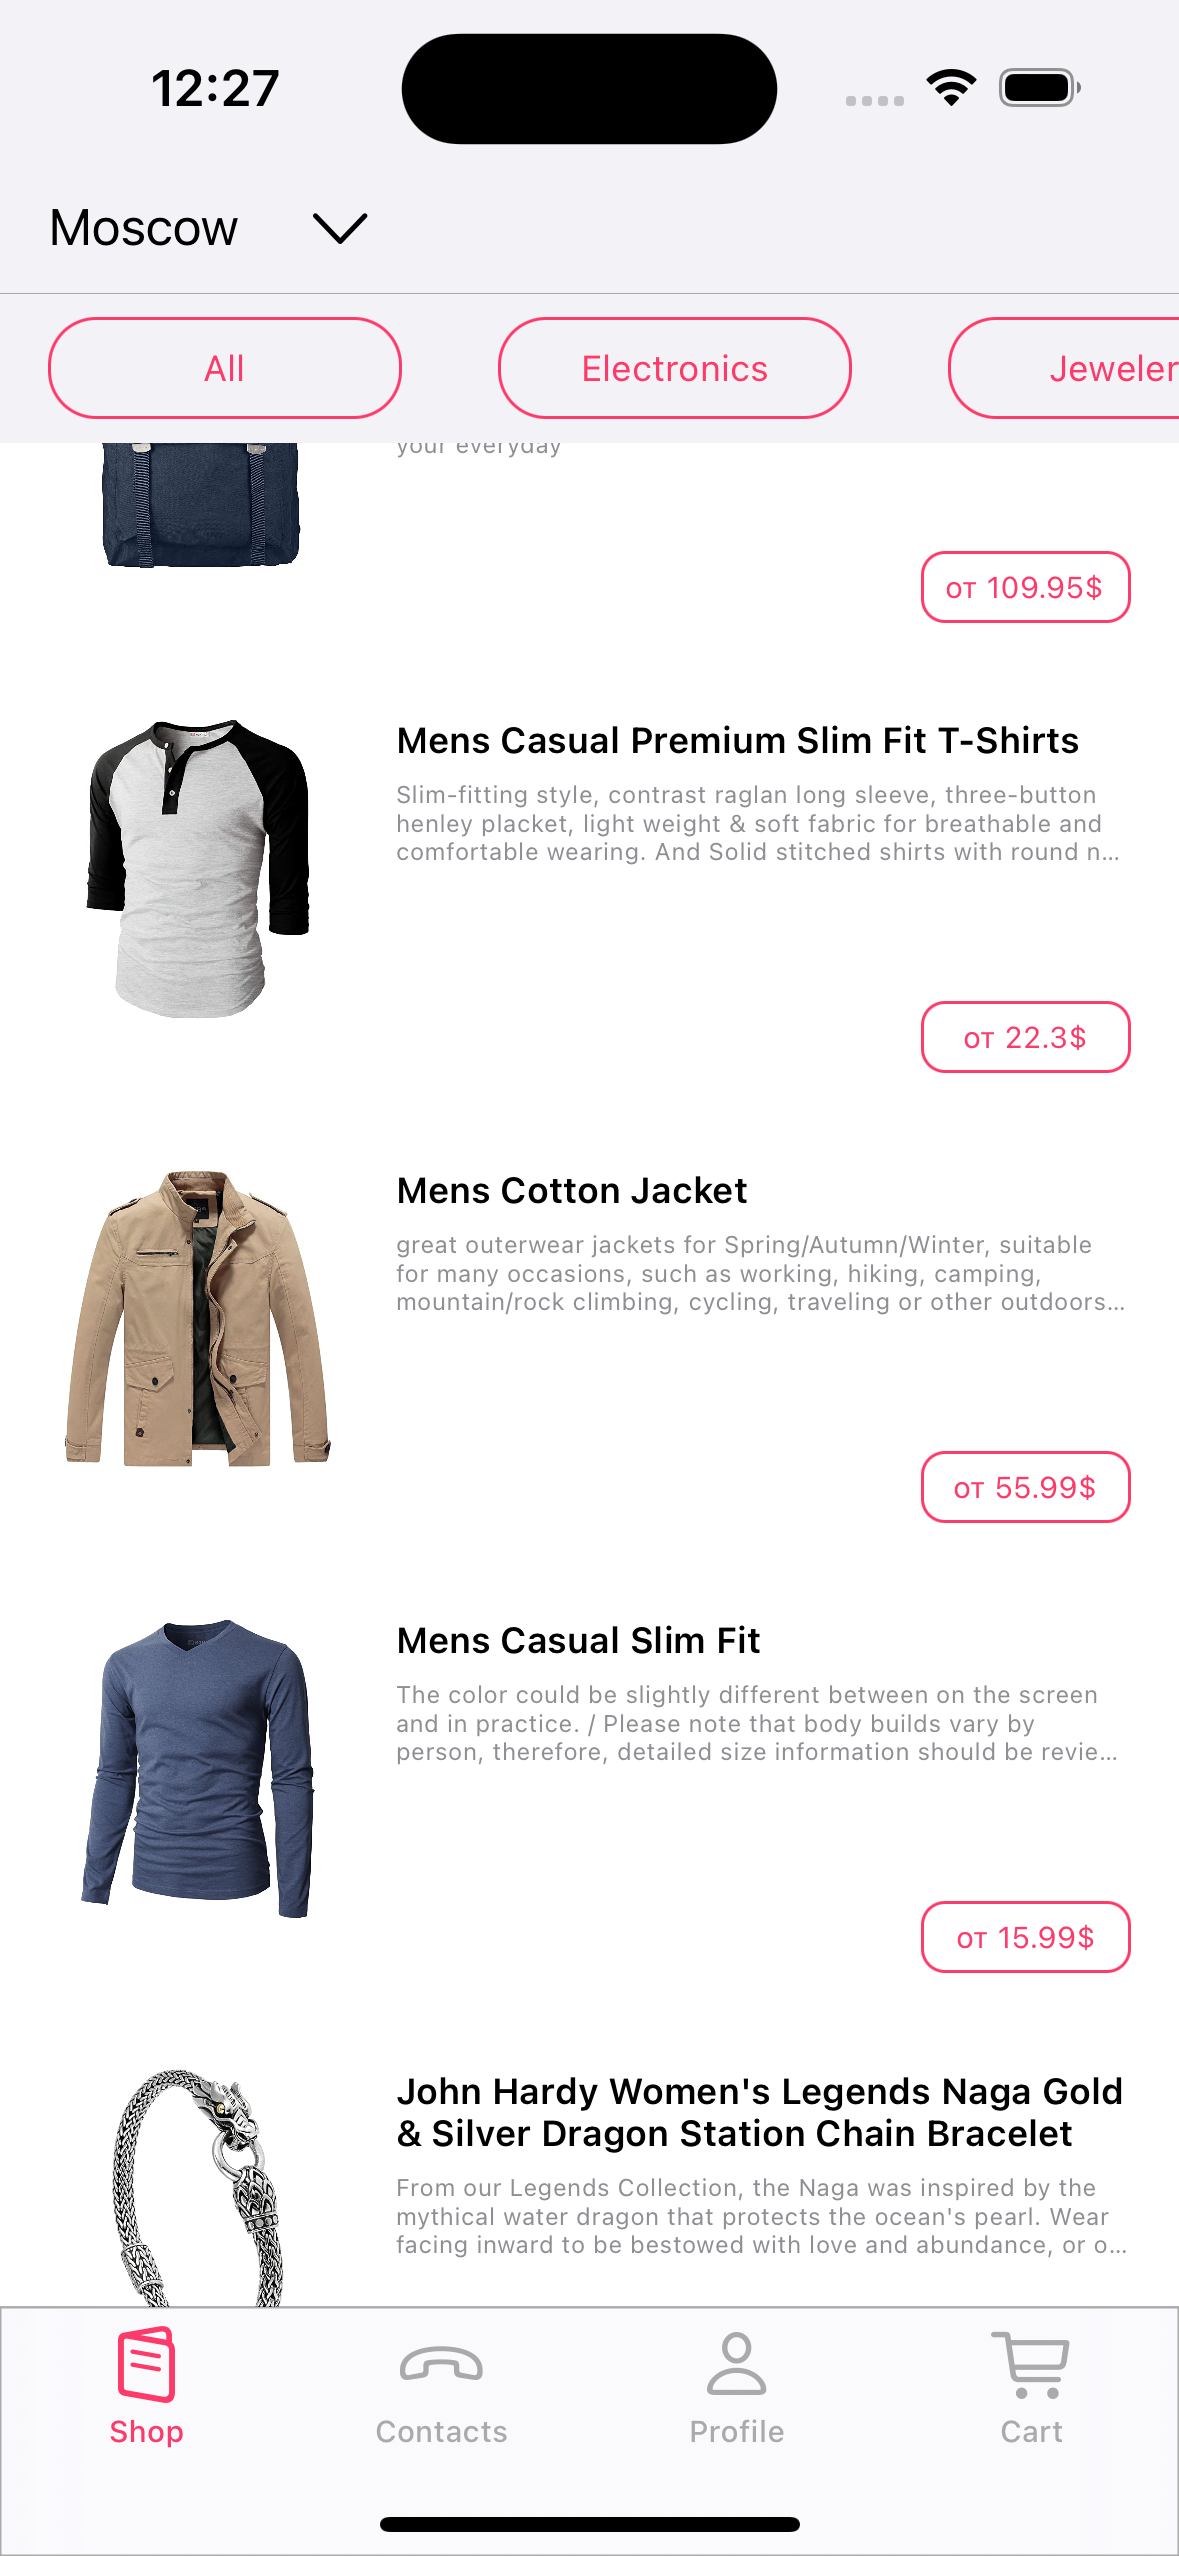 12:27
Moscow
All
Electronics
Jeweler
your everyday
от 109.95$
Mens Casual Premium Slim Fit T-Shirts
Slim-fitting style, contrast raglan long sleeve, three-button
henley placket, light weight & soft fabric for breathable and
comfortable wearing. And Solid stitched shirts with round n...
от 22.3$
Mens Cotton Jacket
great outerwear jackets for Spring/Autumn/Winter, suitable
for many occasions, such as working, hiking, camping,
mountain/rock climbing, cycling, traveling or other outdoors...
от 55.99$
Mens Casual Slim Fit
The color could be slightly different between on the screen
and in practice. / Please note that body builds vary by
person, therefore, detailed size information should be revie...
от 15.99$
John Hardy Women's Legends Naga Gold
& Silver Dragon Station Chain Bracelet
From our Legends Collection, the Naga was inspired by the
mythical water dragon that protects the ocean's pearl. Wear
facing inward to be bestowed with love and abundance, or o...
Shop
Contacts
Profile
Cart